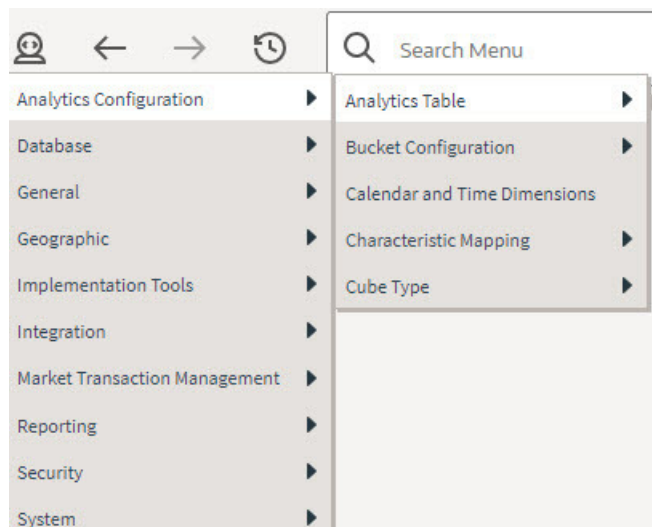 Search Menu
Analytics Configuration
Database
General
Geographic
Implementation Tools
Integration
Market Transaction Management
Reporting
Security
System
Analytics Table
Bucket Configuration
Calendar and Time Dimensions
Characteristic Mapping
Cube Type